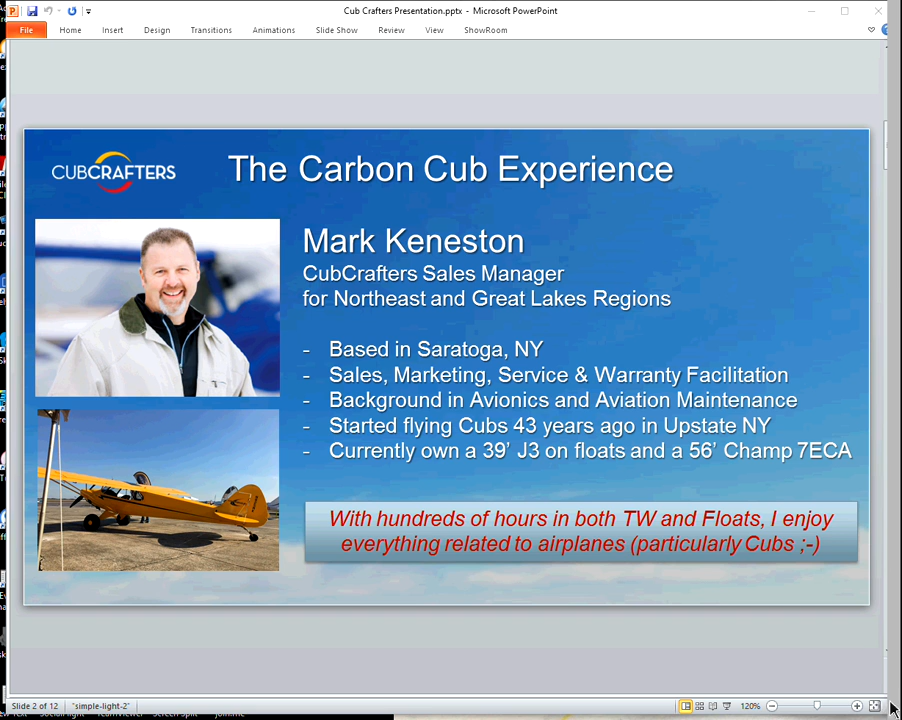 Cub Crafters Presentation.pptx - Microsoft PowerPoint
File Home Insert Design Transitions Animations Slide Show Review View ShowRoom
CUBCRAFTERS
The Carbon Cub Experience
Mark Keneston
CubCrafters Sales Manager
for Northeast and Great Lakes Regions
- Based in Saratoga, NY
- Sales, Marketing, Service & Warranty Facilitation
- Background in Avionics and Aviation Maintenance
- Started flying Cubs 43 years ago in Upstate NY
- Currently own a 39’ J3 on floats and a 56’ Champ 7ECA
With hundreds of hours in both TW and Floats, I enjoy
everything related to airplanes (particularly Cubs ;-)
Slide 2 of 12 "simple-light-2" 120%